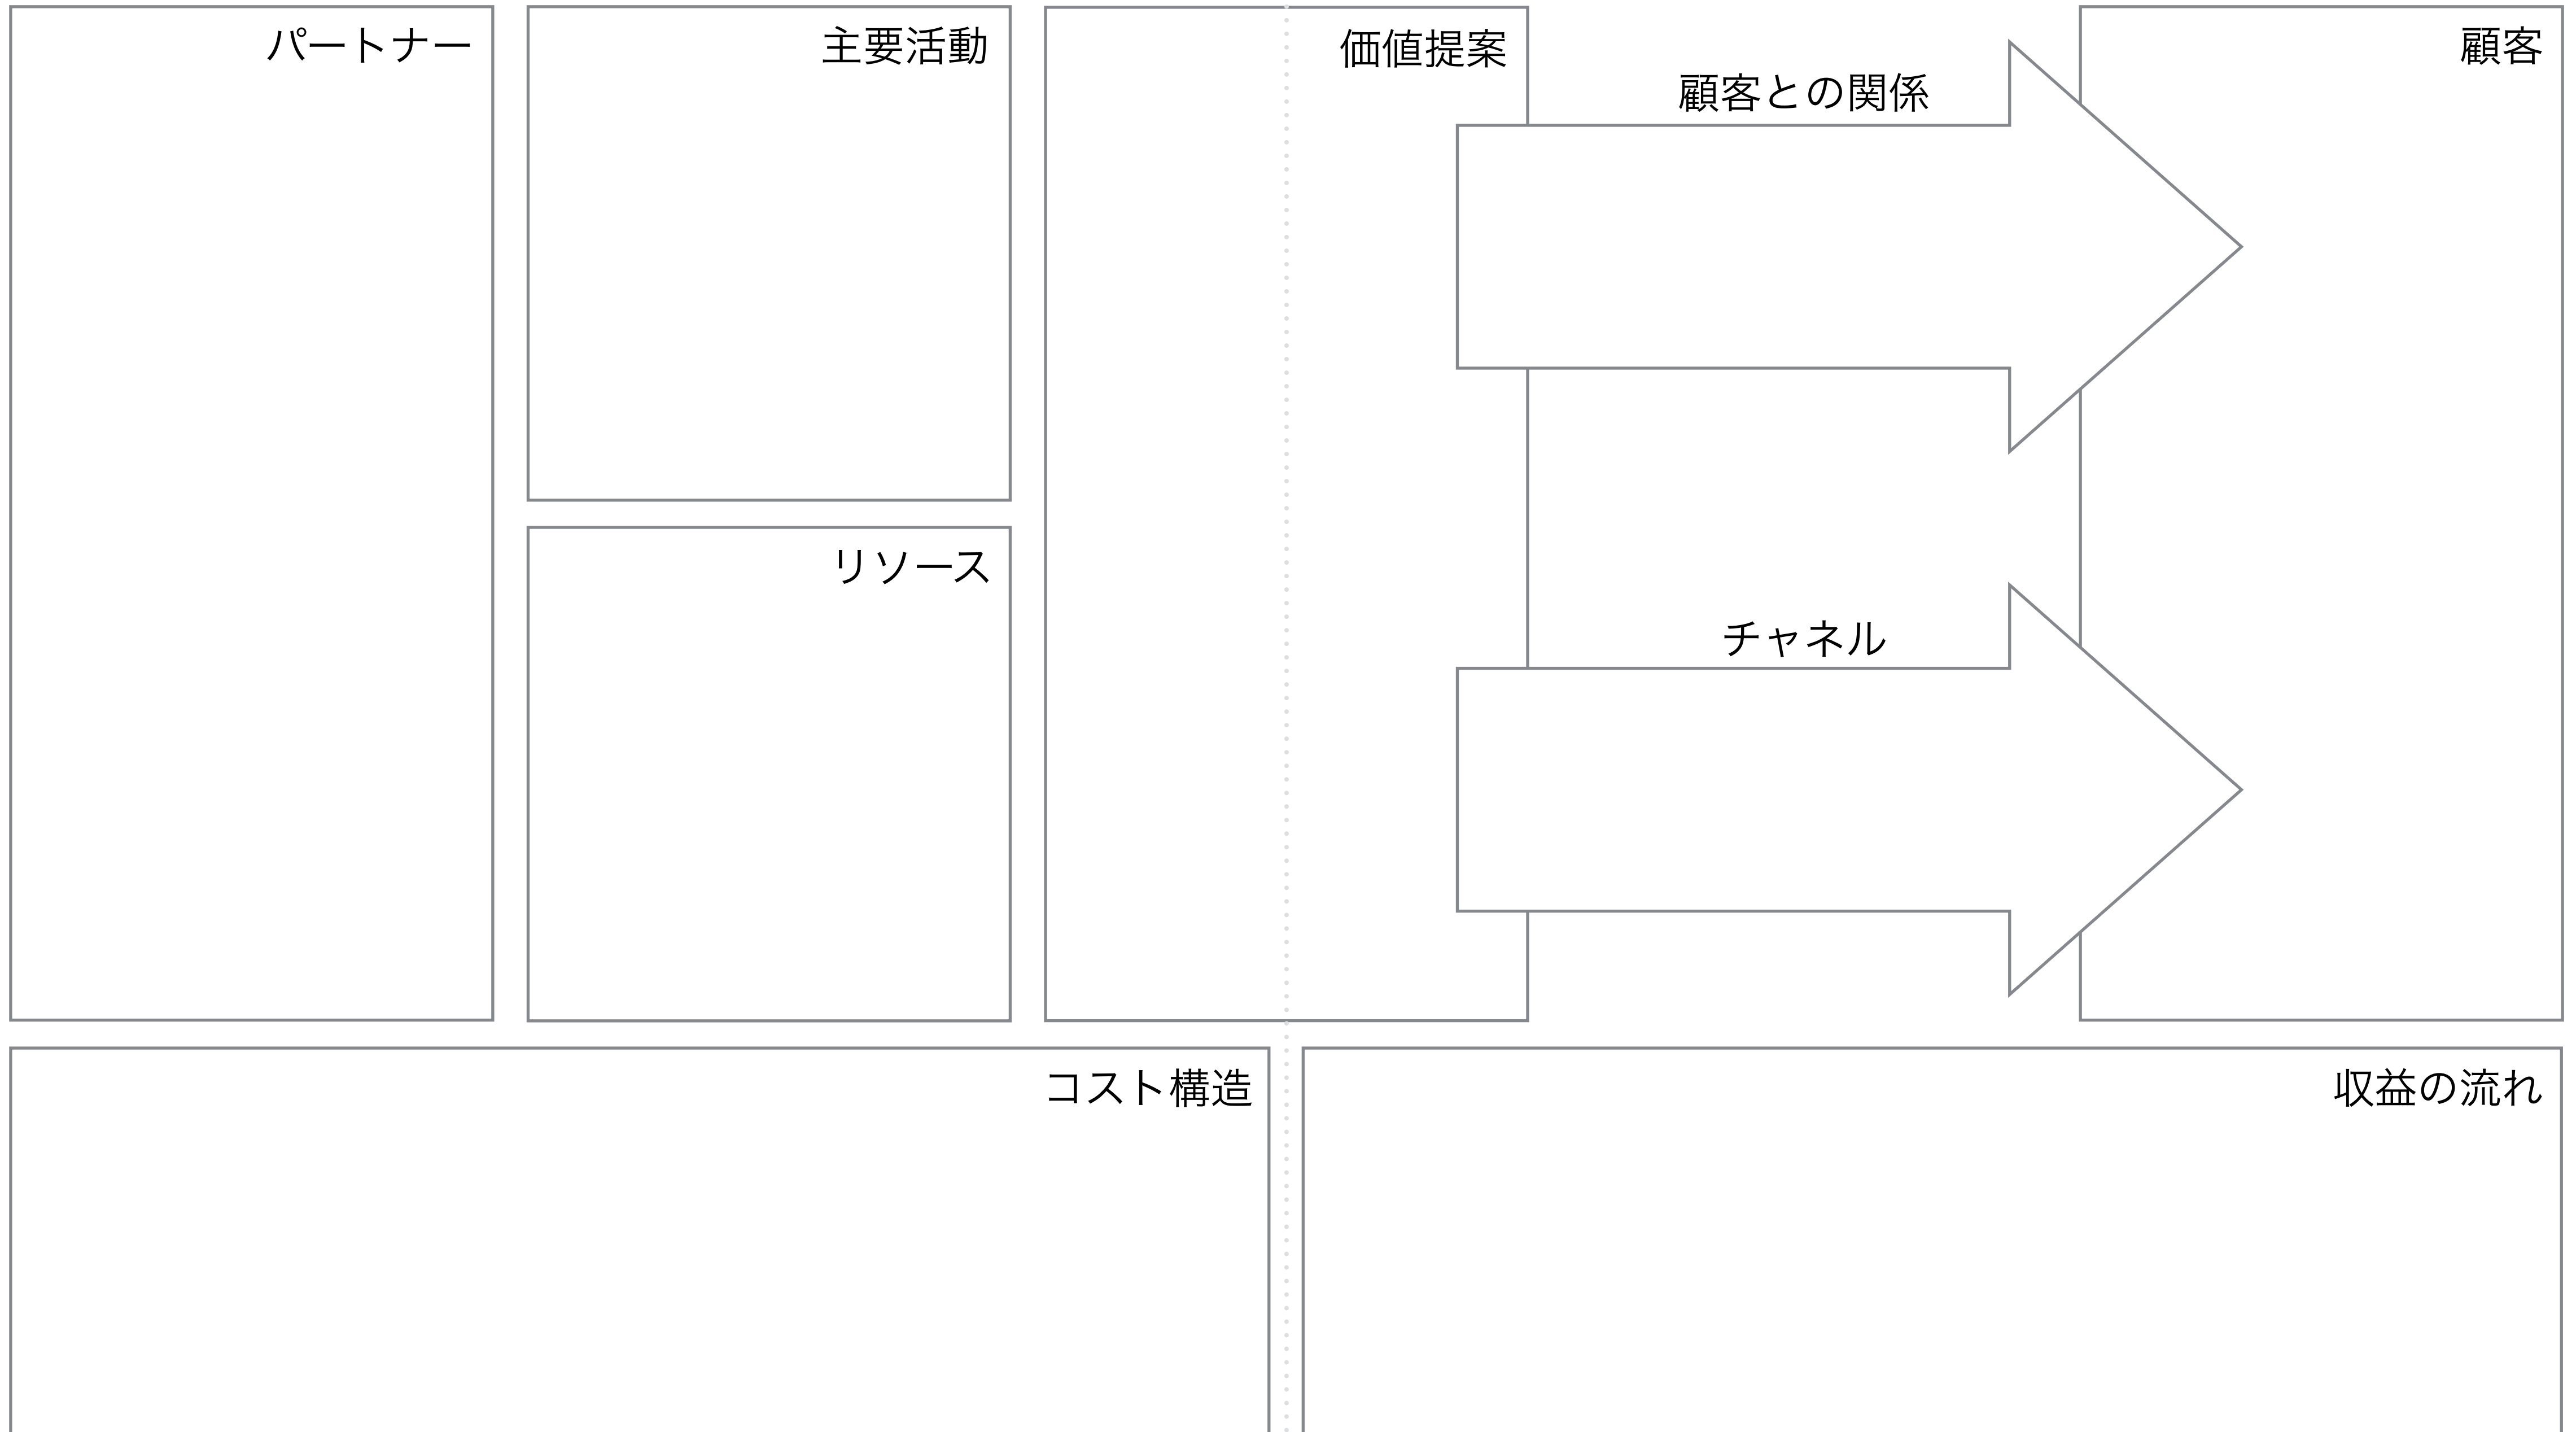 パートナー
主要活動
価値提案
顧客との関係
顧客
リソース
チャネル
コスト構造
収益の流れ